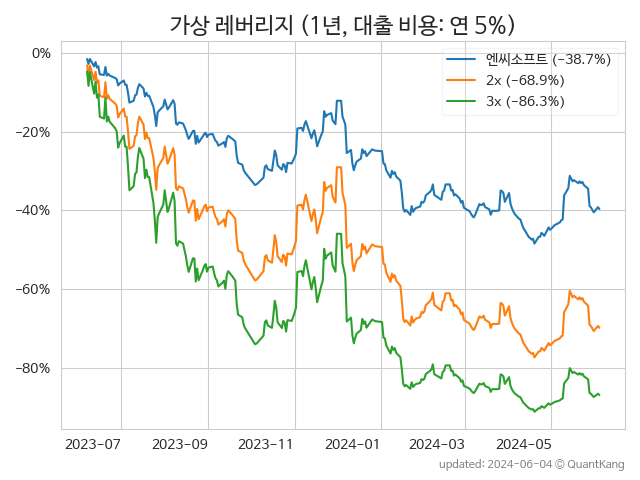 가상 레버리지 (1년, 대출 비용: 연 5%)
엔씨소프트 (−38.7%)
2x (−68.9%)
3x (−86.3%)
0%
−20%
−40%
−60%
−80%
2023-07 2023-09 2023-11 2024-01 2024-03 2024-05
updated: 2024-06-04 © QuantKang